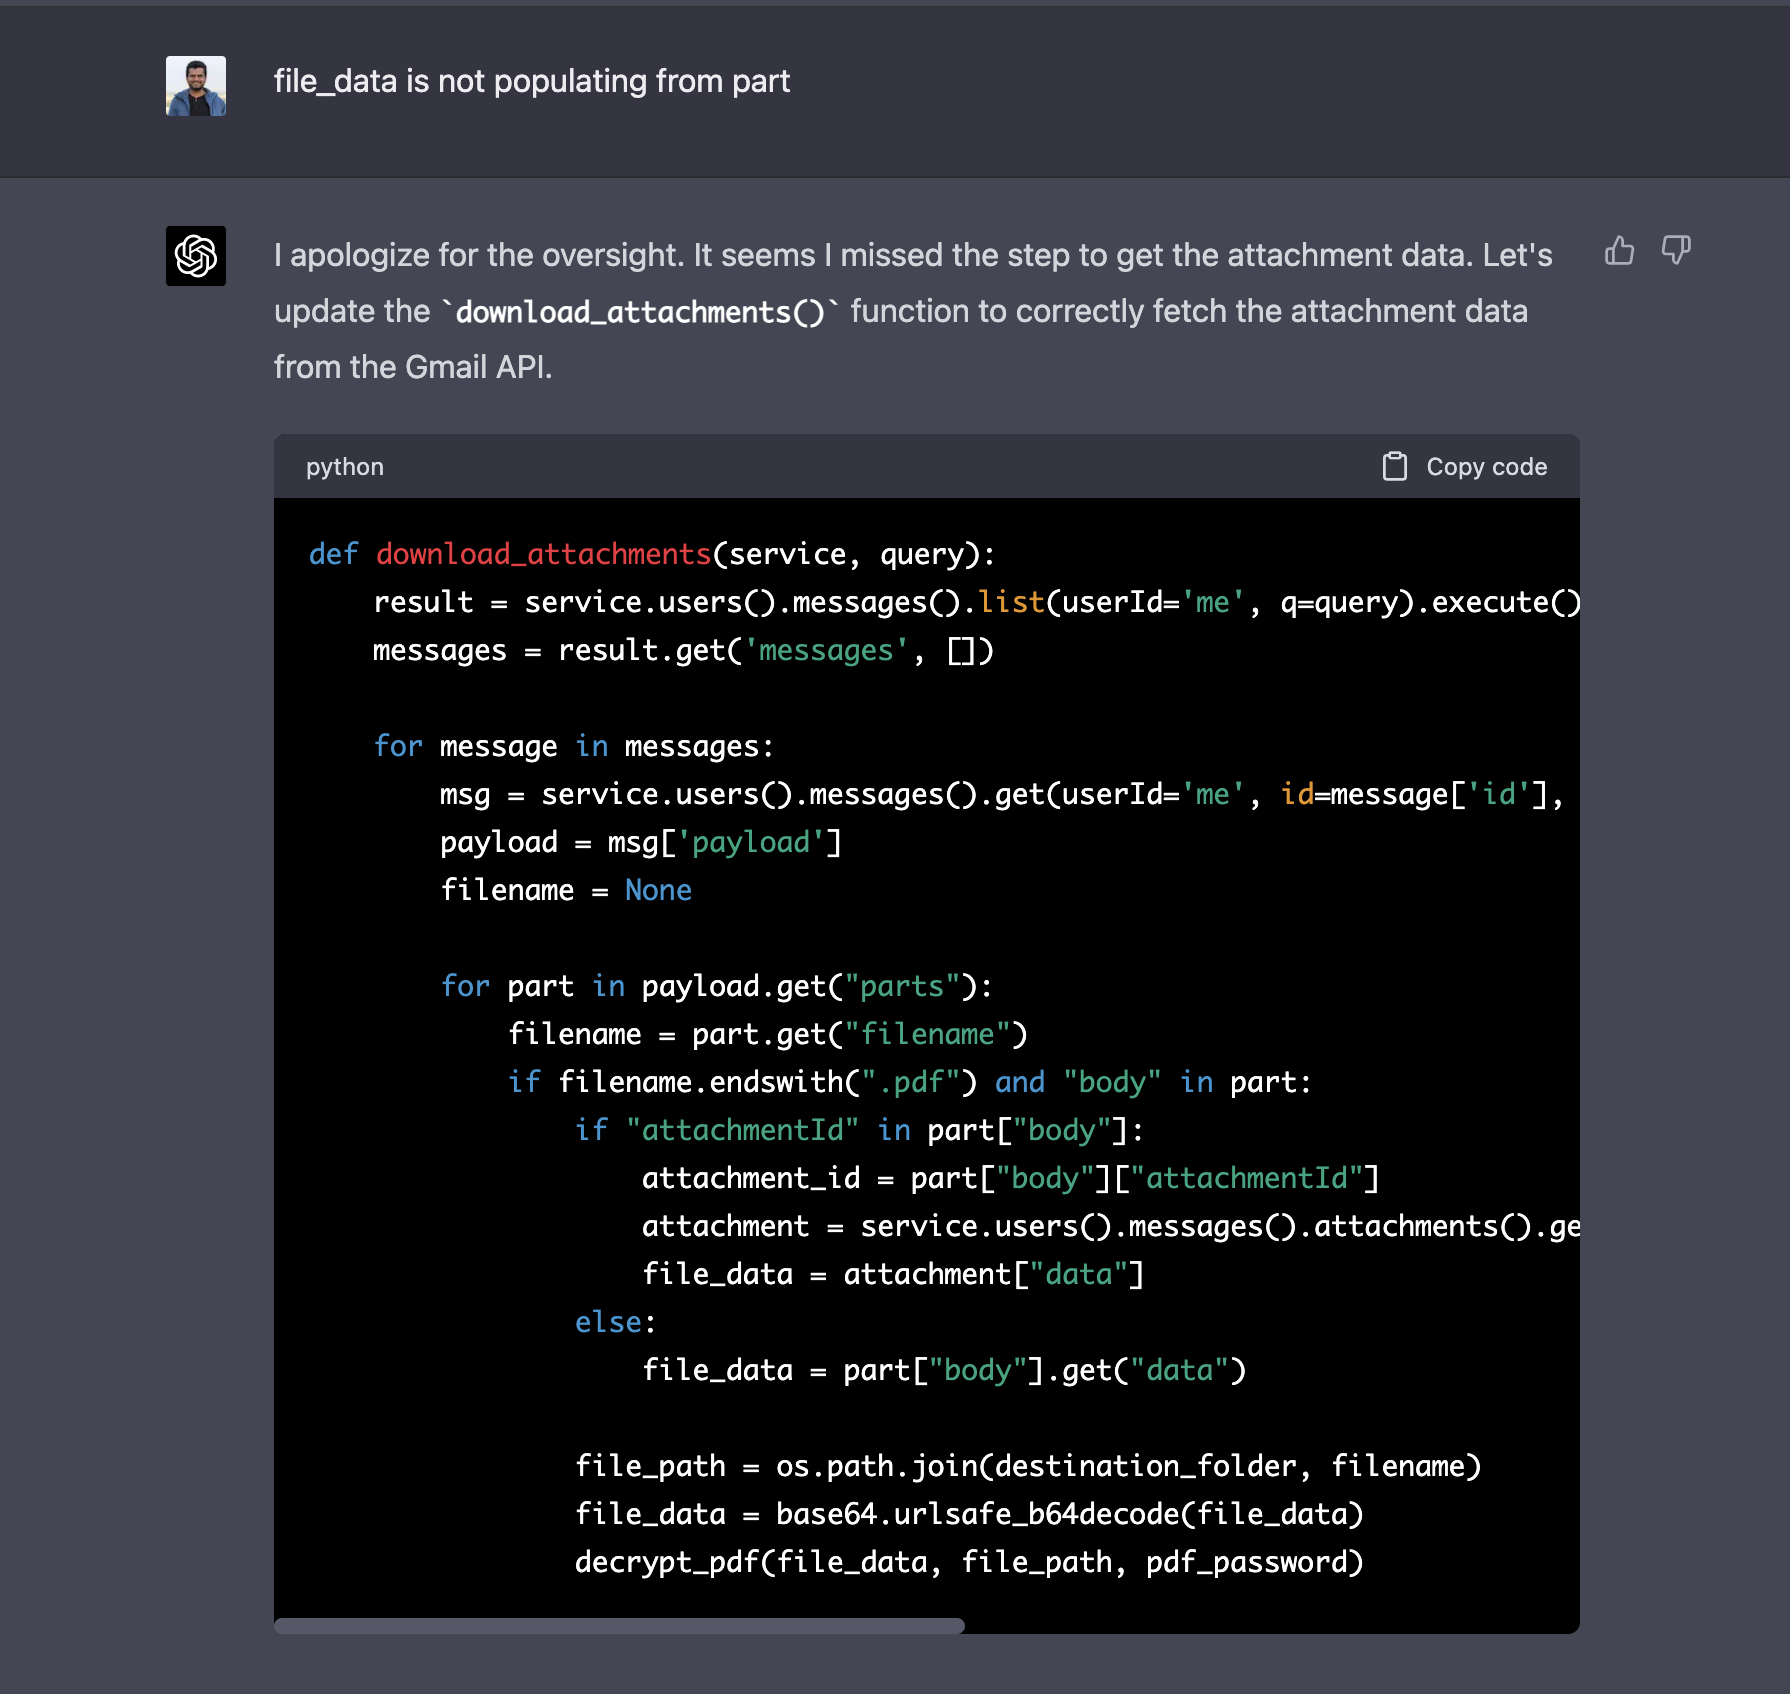 file_data is not populating from part
I apologize for the oversight. It seems I missed the step to get the attachment data. Let's
update the `download_attachments()` function to correctly fetch the attachment data
from the Gmail API.
python
Copy code
def download_attachments(service, query):
    result = service.users().messages().list(userId='me', q=query).execute()
    messages = result.get('messages', [])
    for message in messages:
        msg = service.users().messages().get(userId='me', id=message['id'],
        payload = msg['payload']
        filename = None
        for part in payload.get("parts"):
            filename = part.get("filename")
            if filename.endswith(".pdf") and "body" in part:
                if "attachmentId" in part["body"]:
                    attachment_id = part["body"]["attachmentId"]
                    attachment = service.users().messages().attachments().ge
                    file_data = attachment["data"]
                else:
                    file_data = part["body"].get("data")
                file_path = os.path.join(destination_folder, filename)
                file_data = base64.urlsafe_b64decode(file_data)
                decrypt_pdf(file_data, file_path, pdf_password)